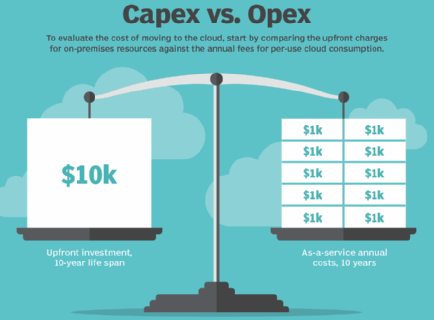 Capex vs. Opex
To evaluate the cost of moving to the cloud, start by comparing the upfront charges
for on-premises resources against the annual fees for per-use cloud consumption.
$10k
$1k $1k
$1k $1k
$1k $1k
$1k $1k
$1k $1k
Upfront investment,
10-year life span
As-a-service annual
costs, 10 years